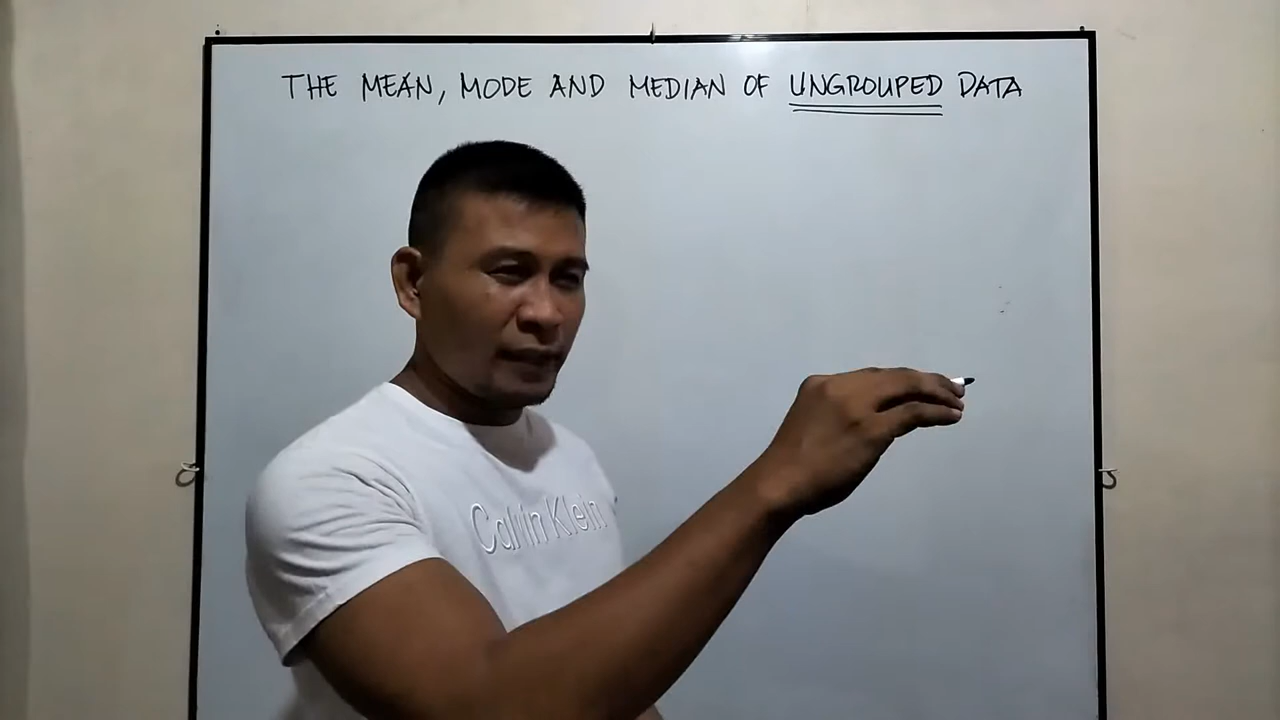 THE MEAN, MODE AND MEDIAN OF UNGROUPED DATA
Calvin Klein